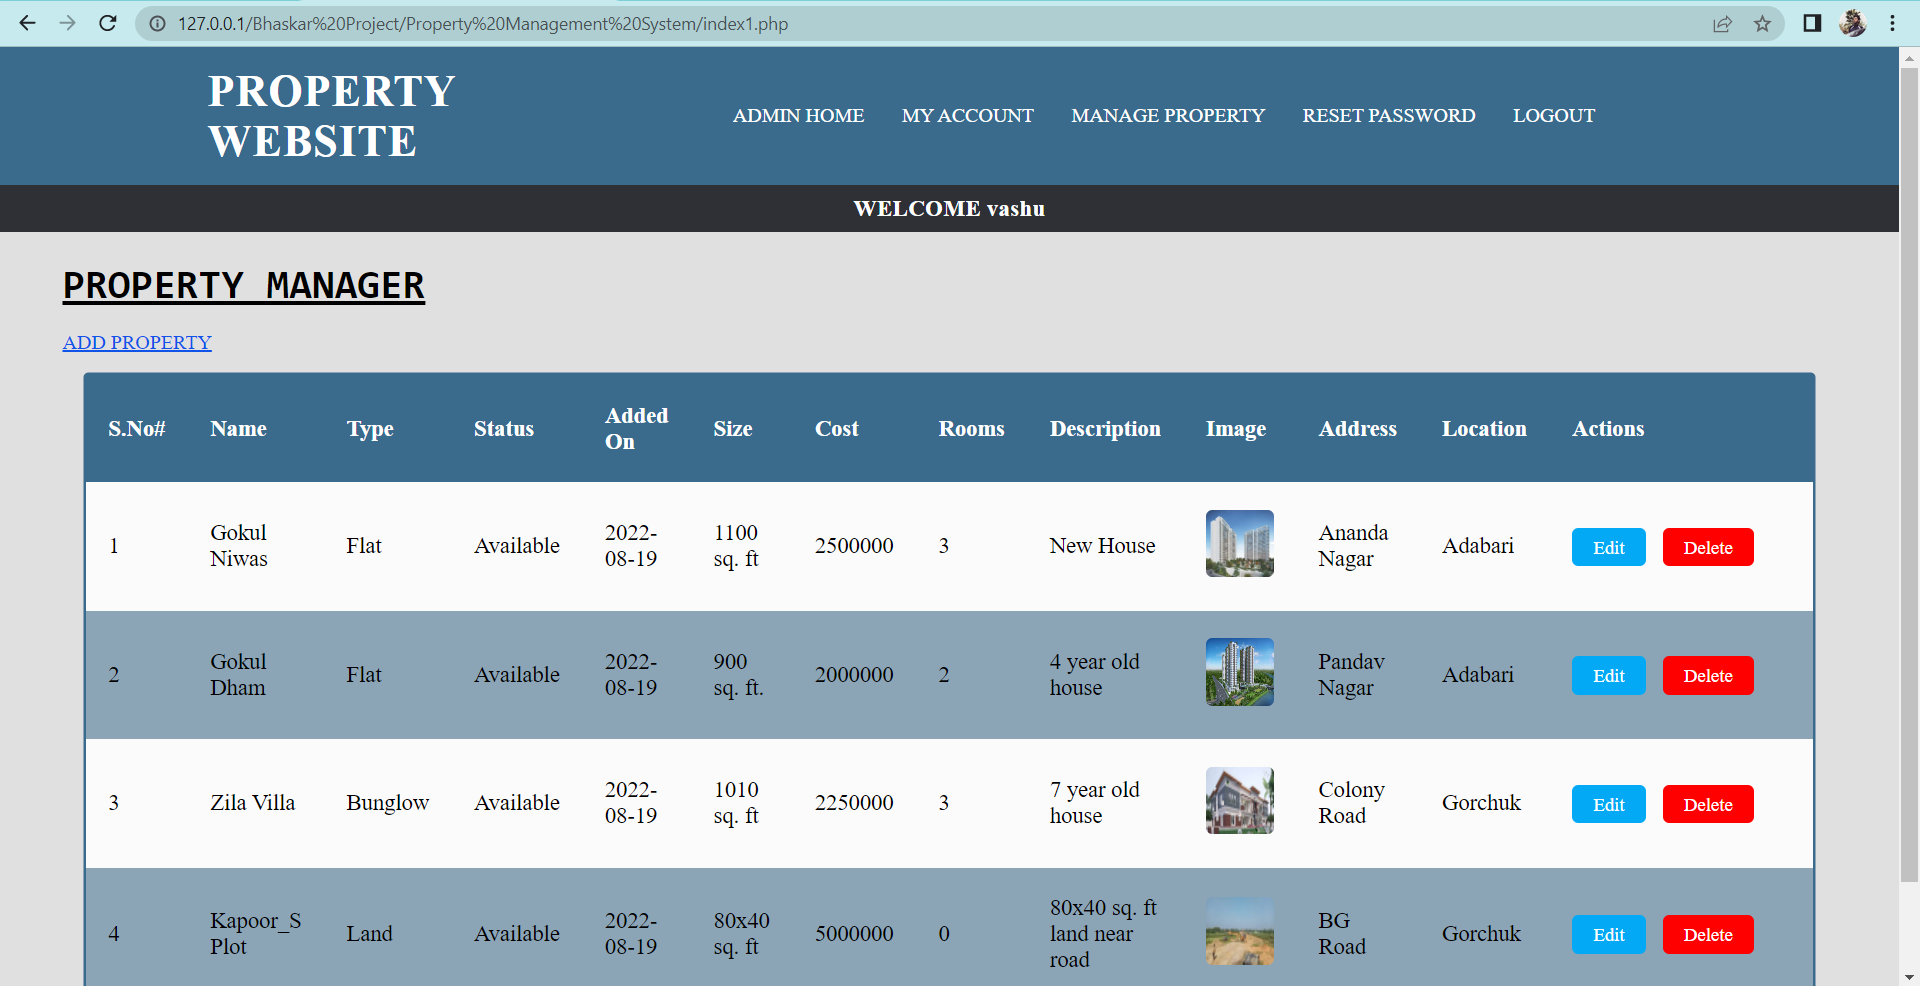 127.0.0.1/Bhaskar%20Project/Property%20Management%20System/index1.php
PROPERTY
WEBSITE
ADMIN HOME MY ACCOUNT MANAGE PROPERTY RESET PASSWORD LOGOUT
WELCOME vashu
PROPERTY MANAGER
ADD PROPERTY
S.No# Name Type Status Added On Size Cost Rooms Description Image Address Location Actions
1 Gokul Niwas Flat Available 2022-08-19 1100 sq. ft 2500000 3 New House Ananda Nagar Adabari Edit Delete
2 Gokul Dham Flat Available 2022-08-19 900 sq. ft. 2000000 2 4 year old house Pandav Nagar Adabari Edit Delete
3 Zila Villa Bunglow Available 2022-08-19 1010 sq. ft 2250000 3 7 year old house Colony Road Gorchuk Edit Delete
4 Kapoor_S Plot Land Available 2022-08-19 80x40 sq. ft 5000000 0 80x40 sq. ft land near road BG Road Gorchuk Edit Delete